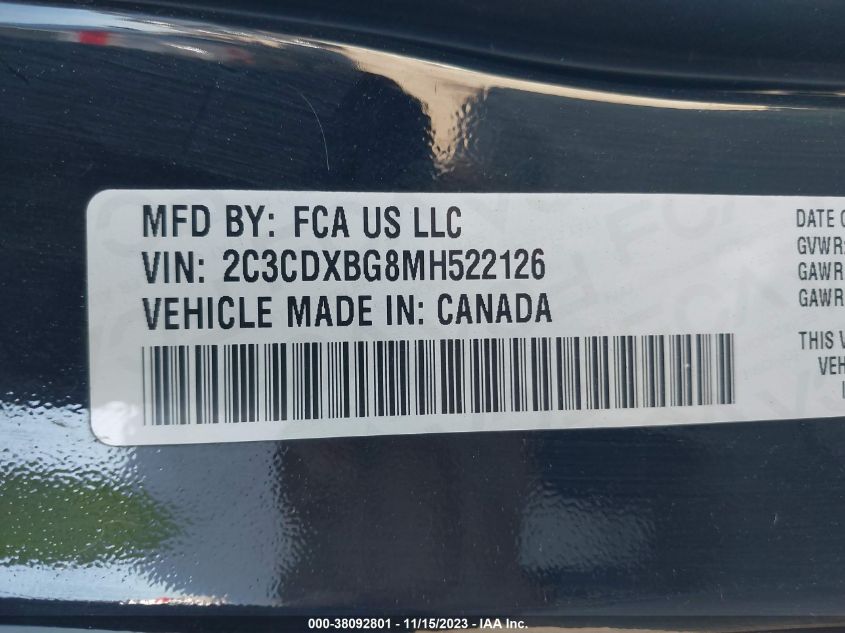 MFD BY: FCA US LLC
VIN: 2C3CDXBG8MH522126
VEHICLE MADE IN: CANADA
DATE O
GVWR:
GAWR
GAWR
THIS V
VEH
000-38092801 - 11/15/2023 - IAA Inc.